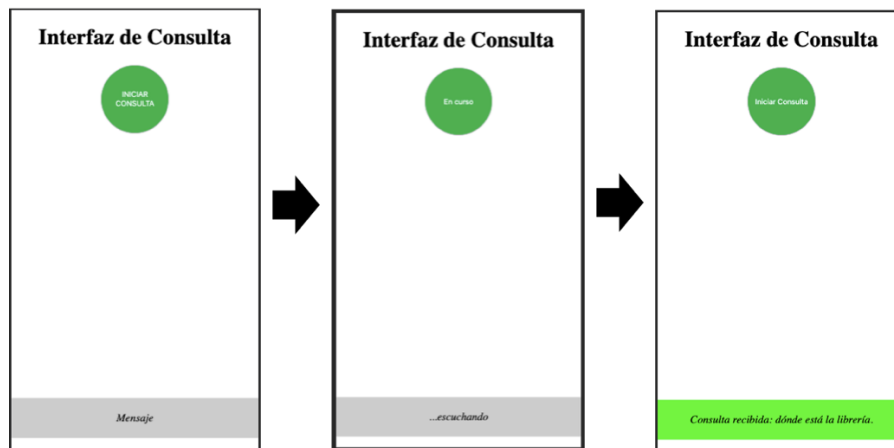 Interfaz de Consulta
INICIAR
CONSULTA
Mensaje
Interfaz de Consulta
En curso
...escuchando
Interfaz de Consulta
Iniciar Consulta
Consulta recibida: dónde está la librería.